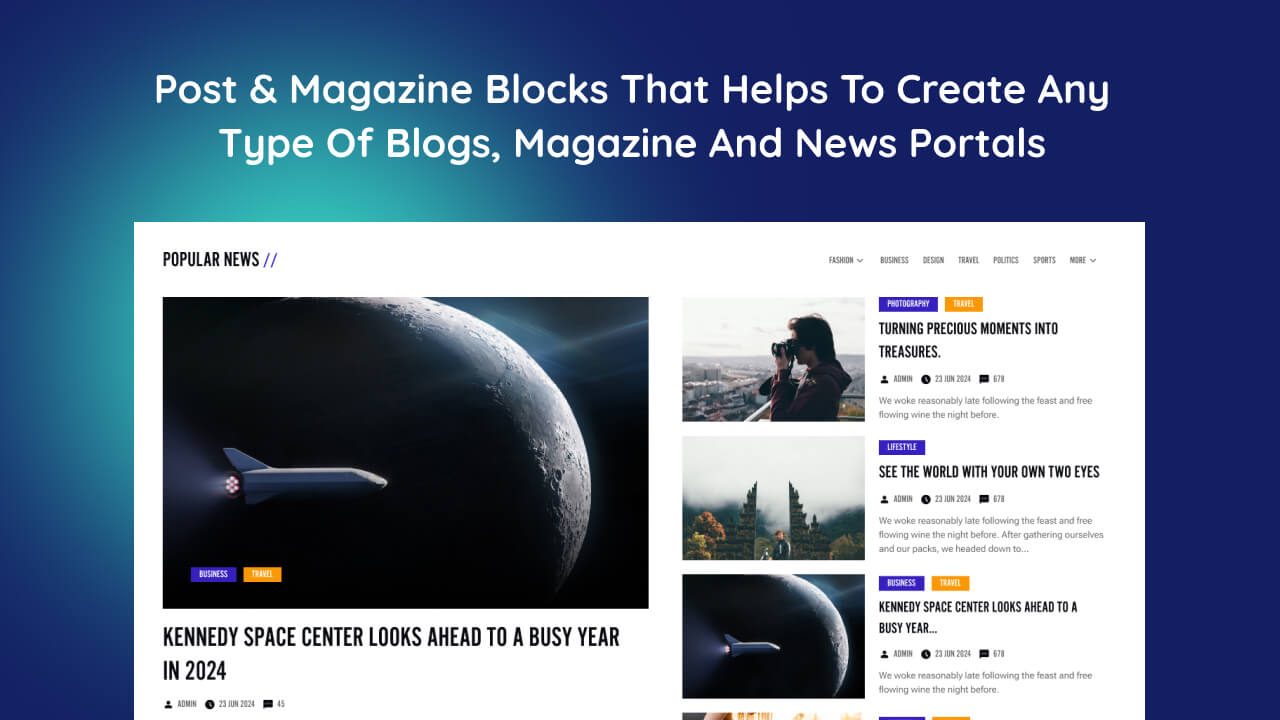 Post & Magazine Blocks That Helps To Create Any
Type Of Blogs, Magazine And News Portals
POPULAR NEWS //
FASHION BUSINESS DESIGN TRAVEL POLITICS SPORTS MORE
BUSINESS TRAVEL
KENNEDY SPACE CENTER LOOKS AHEAD TO A BUSY YEAR
IN 2024
ADMIN 23 JUN 2024 45
PHOTOGRAPHY TRAVEL
TURNING PRECIOUS MOMENTS INTO
TREASURES.
ADMIN 23 JUN 2024 678
We woke reasonably late following the feast and free
flowing wine the night before.
LIFESTYLE
SEE THE WORLD WITH YOUR OWN TWO EYES
ADMIN 23 JUN 2024 678
We woke reasonably late following the feast and free
flowing wine the night before. After gathering ourselves
and our packs, we headed down to...
BUSINESS TRAVEL
KENNEDY SPACE CENTER LOOKS AHEAD TO A
BUSY YEAR...
ADMIN 23 JUN 2024 678
We woke reasonably late following the feast and free
flowing wine the night before.